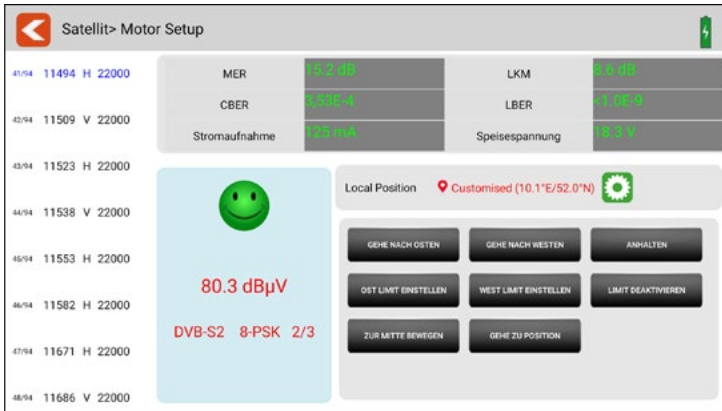 Satellit> Motor Setup
41/94 11494 H 22000
42/94 11509 V 22000
43/94 11523 H 22000
44/94 11538 V 22000
45/94 11553 H 22000
46/94 11582 H 22000
47/94 11671 H 22000
48/94 11686 V 22000
MER 15.2 dB LKM 8.6 dB
CBER 3,53E-4 LBER <1.0E-9
Stromaufnahme 125 mA Speisespannung 18.3 V
80.3 dBµV
DVB-S2 8-PSK 2/3
Local Position Customised (10.1°E/52.0°N)
GEHE NACH OSTEN GEHE NACH WESTEN ANHALTEN
OST LIMIT EINSTELLEN WEST LIMIT EINSTELLEN LIMIT DEAKTIVIEREN
ZUR MITTE BEWEGEN GEHE ZU POSITION